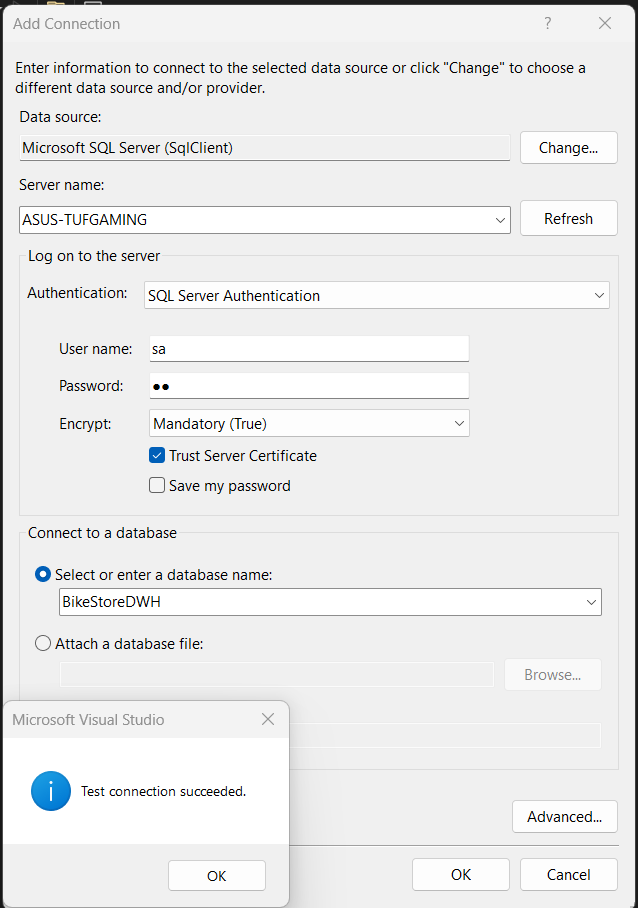 Add Connection
?
Enter information to connect to the selected data source or click "Change" to choose a
different data source and/or provider.
Data source:
Microsoft SQL Server (SqlClient)
Change...
Server name:
ASUS-TUFGAMING
Refresh
Log on to the server
Authentication:
SQL Server Authentication
User name:
sa
Password:
●●
Encrypt:
Mandatory (True)
Trust Server Certificate
Save my password
Connect to a database
Select or enter a database name:
BikeStoreDWH
Attach a database file:
Browse...
Microsoft Visual Studio
Test connection succeeded.
OK
Advanced...
OK
Cancel